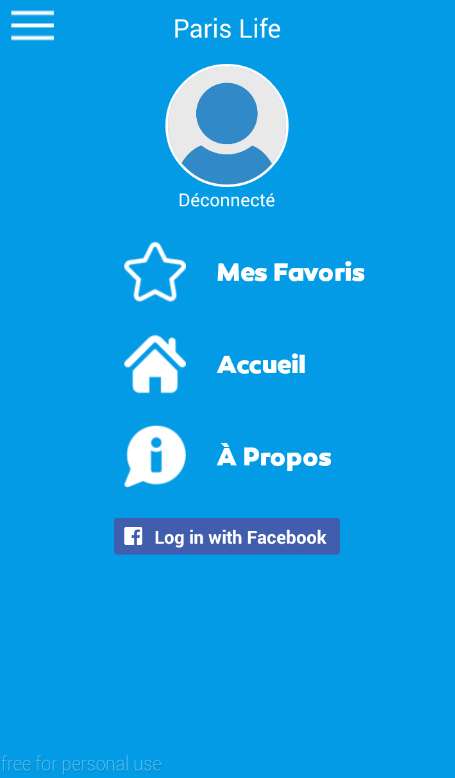 Paris Life
Déconnecté
Mes Favoris
Accueil
À Propos
Log in with Facebook
free for personal use